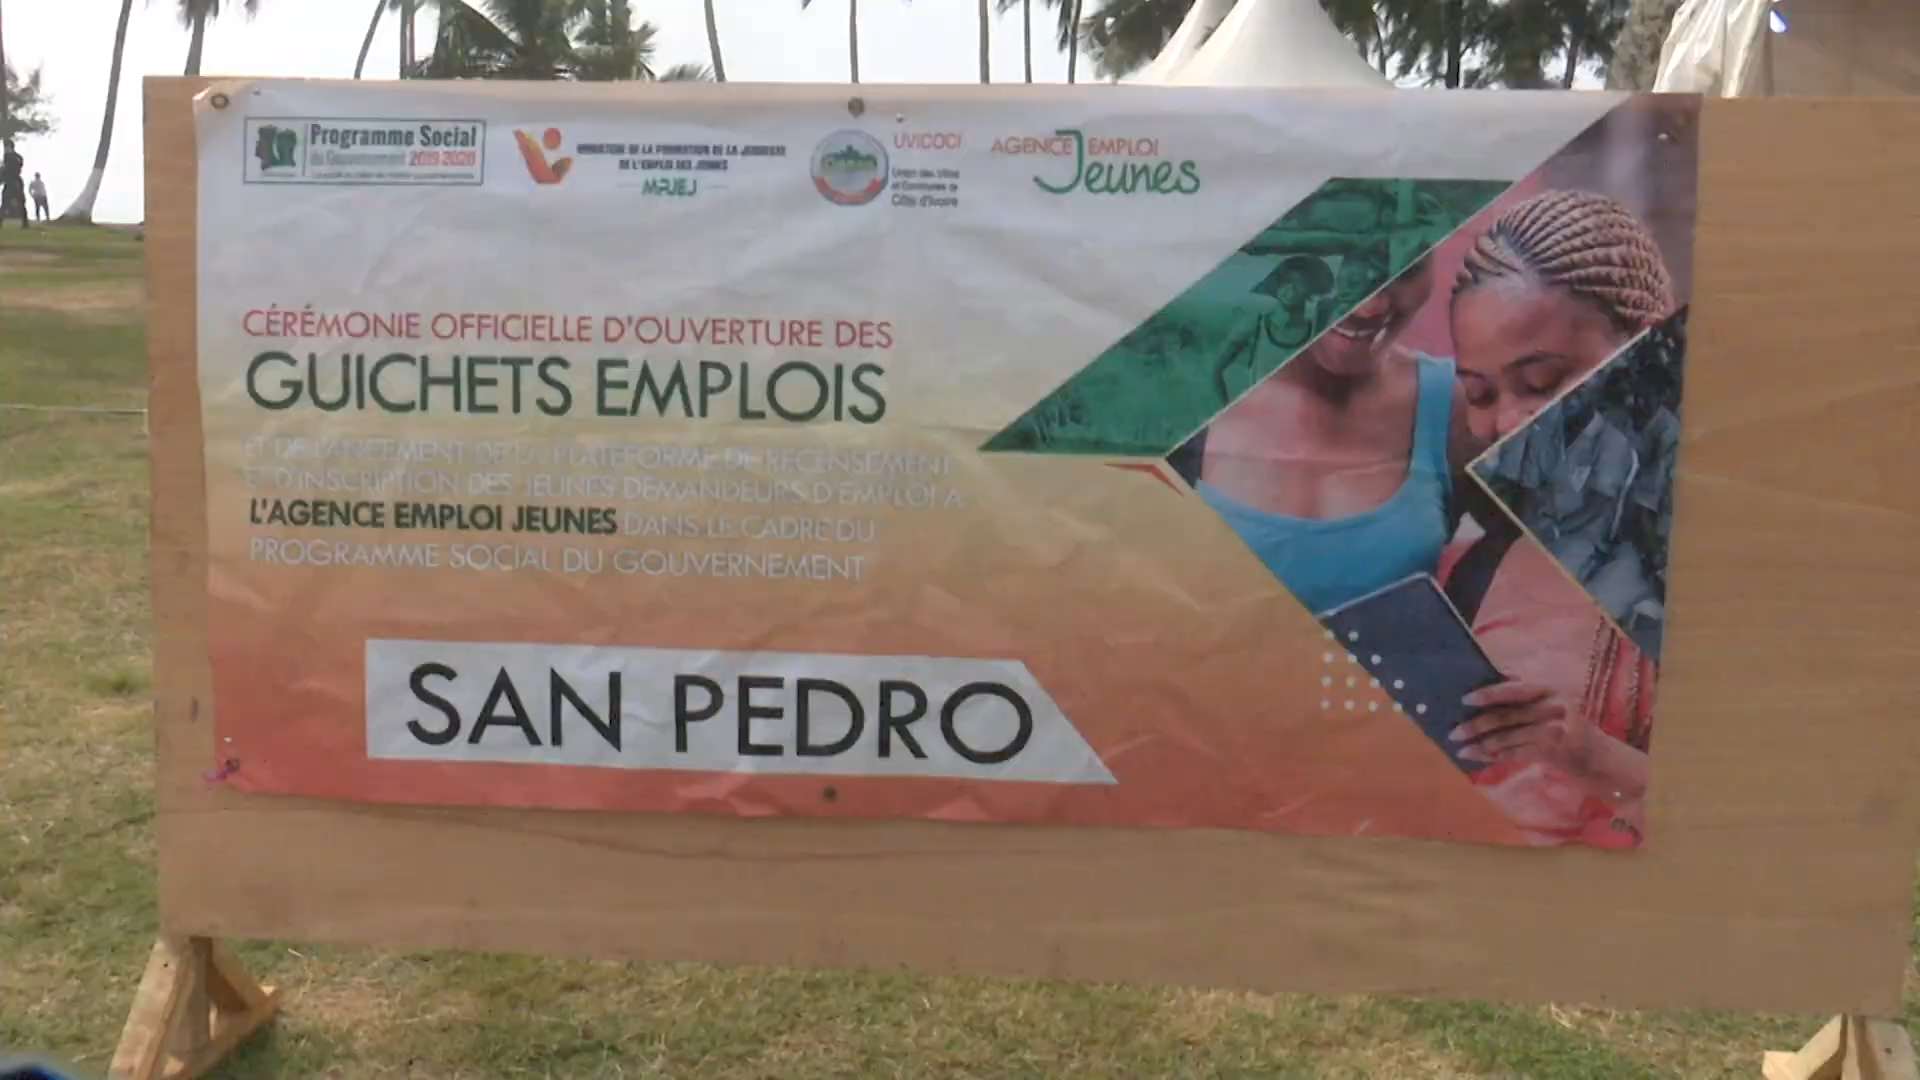 Programme Social
du Gouvernement 2019-2020
MINISTERE DE LA PROMOTION DE LA JEUNESSE
DE L'EMPLOI DES JEUNES
MPJEJ
UVICOCI
Union des Villes
et Communes de
Côte d'Ivoire
AGENCE EMPLOI
Jeunes
CÉRÉMONIE OFFICIELLE D'OUVERTURE DES
GUICHETS EMPLOIS
ET DE LANCEMENT DE LA PLATEFORME DE RECENSEMENT
ET D'INSCRIPTION DES JEUNES DEMANDEURS D'EMPLOI A
L'AGENCE EMPLOI JEUNES DANS LE CADRE DU
PROGRAMME SOCIAL DU GOUVERNEMENT
SAN PEDRO